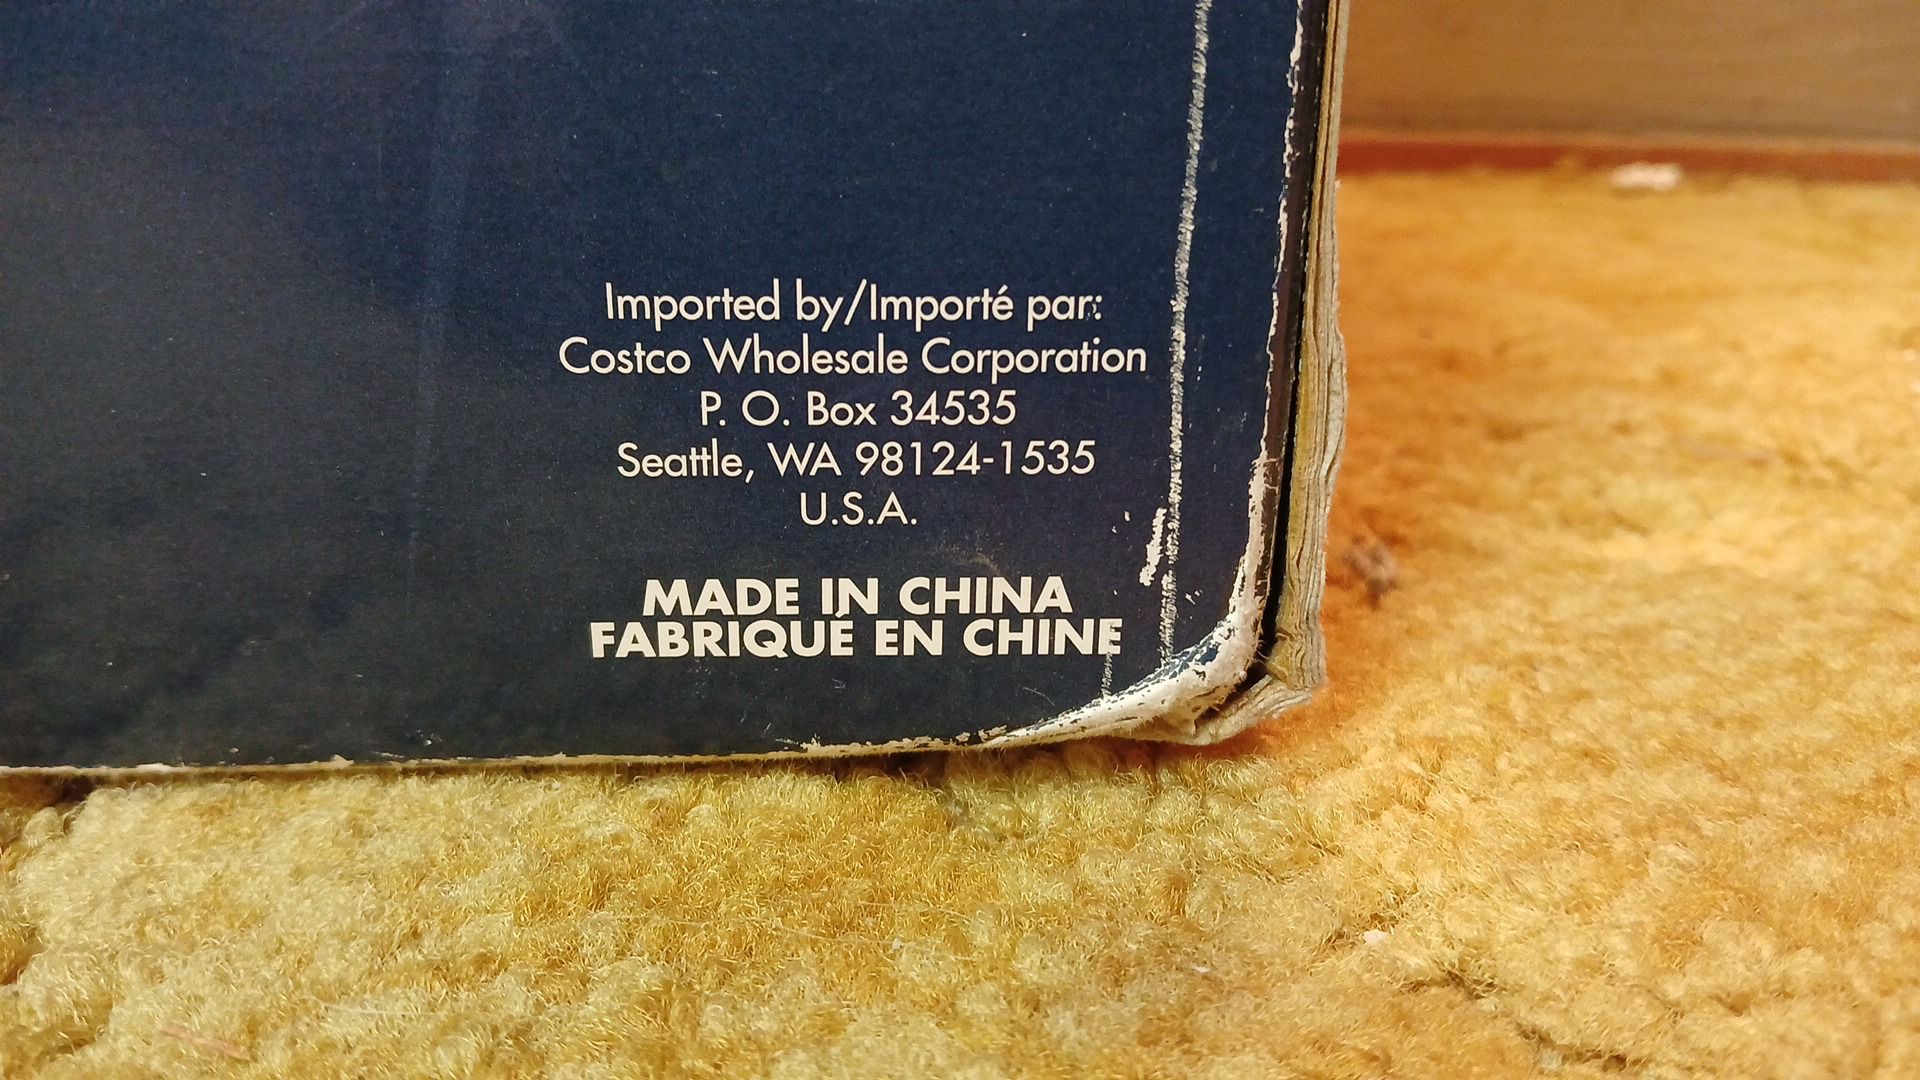 Imported by/Importé par:
Costco Wholesale Corporation
P. O. Box 34535
Seattle, WA 98124-1535
U.S.A.
MADE IN CHINA
FABRIQUÉ EN CHINE